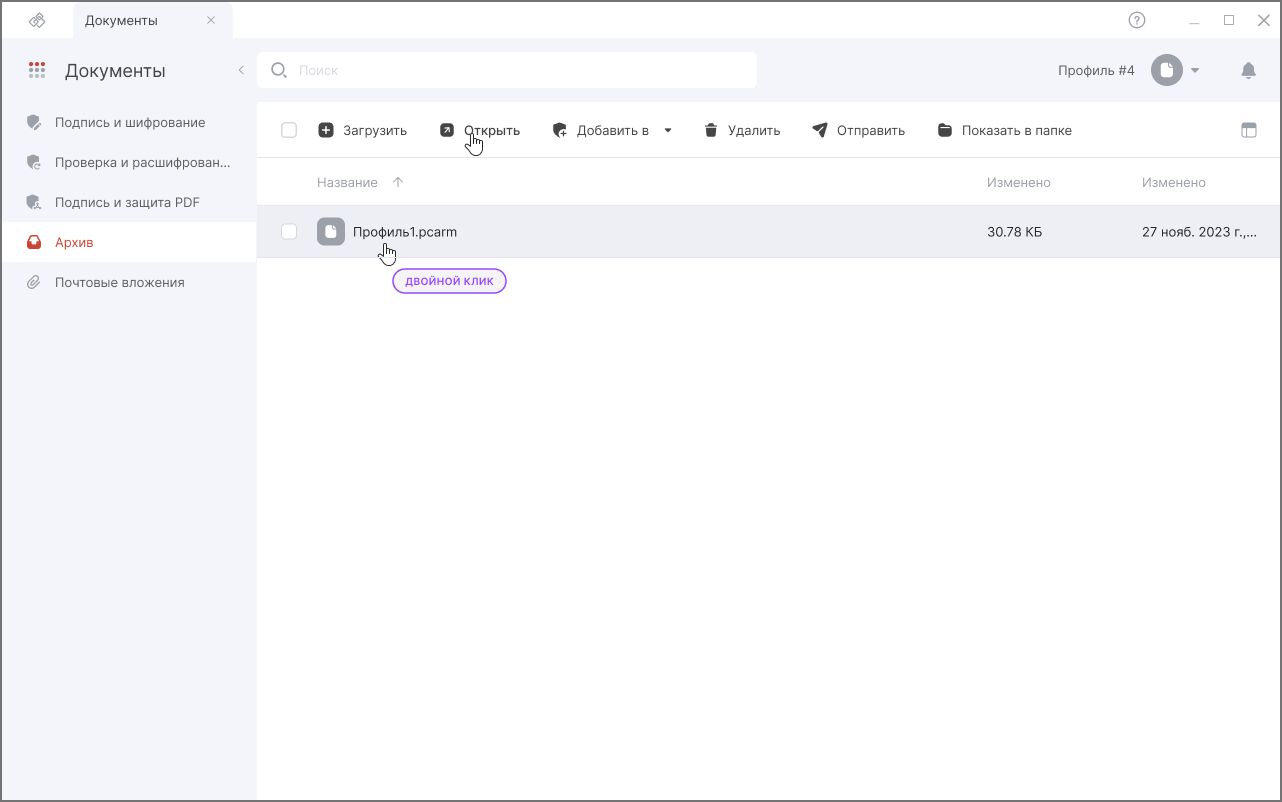 Документы
Документы
Поиск
Профиль #4
Подпись и шифрование
Проверка и расшифрован...
Подпись и защита PDF
Архив
Почтовые вложения
Загрузить
Открыть
Добавить в
Удалить
Отправить
Показать в папке
Название
Изменено
Изменено
Профиль1.pcarm
30.78 КБ
27 нояб. 2023 г.,...
ДВОЙНОЙ КЛИК